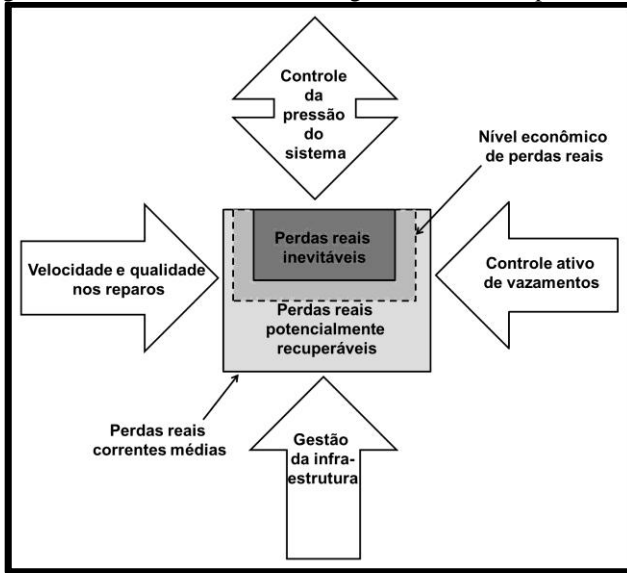 Controle
da
pressão
do
sistema
Nível econômico
de perdas reais
Perdas reais
inevitáveis
Velocidade e qualidade
nos reparos
Controle ativo
de vazamentos
Perdas reais
potencialmente
recuperáveis
Perdas reais
correntes médias
Gestão
da infra-
estrutura